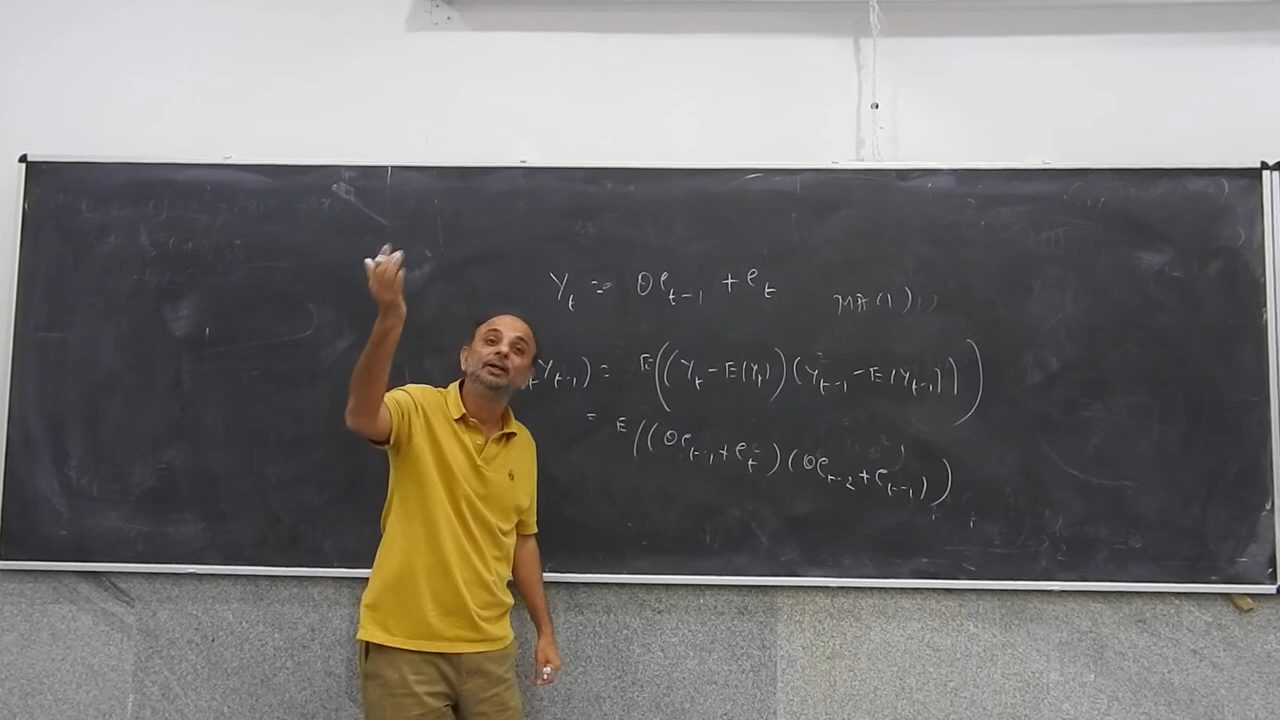 Y_t = θe_{t-1} + e_t MA(1)
Y_{t-1}) = E((Y_t - E(Y_t))(Y_{t-1} - E(Y_{t-1})))
= E((θe_{t-1} + e_t)(θe_{t-2} + e_{t-1}))